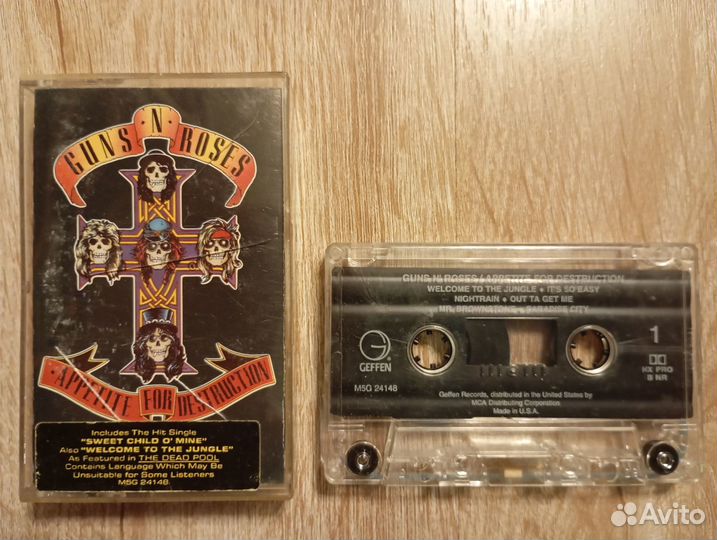 GUNS N' ROSES
APPETITE FOR DESTRUCTION
Includes The Hit Single
"SWEET CHILD O' MINE"
Also "WELCOME TO THE JUNGLE"
As Featured in THE DEAD POOL
Contains Language Which May Be
Unsuitable for Some Listeners
M5G 24148
GUNS N' ROSES / APPETITE FOR DESTRUCTION
WELCOME TO THE JUNGLE • IT'S SO EASY
NIGHTRAIN • OUT TA GET ME
MR. BROWNSTONE • PARADISE CITY
G
GEFFEN
M5G 24148
1
HX PRO
B NR
Geffen Records, distributed in the United States by
MCA Distributing Corporation
Made in U.S.A.
Avito